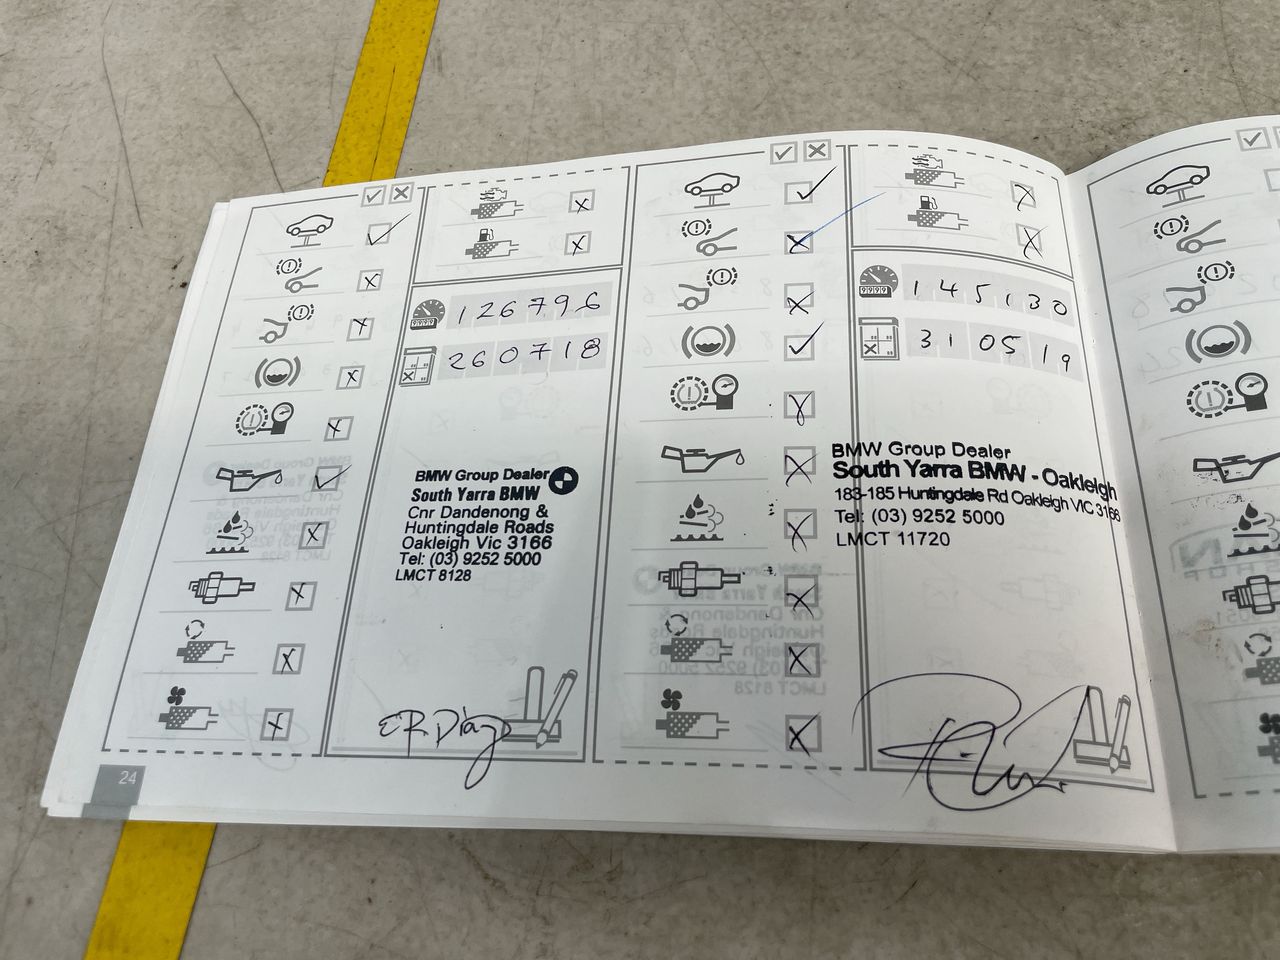 126796
260718
BMW Group Dealer
South Yarra BMW
Cnr Dandenong &
Huntingdale Roads
Oakleigh Vic 3166
Tel: (03) 9252 5000
LMCT 8128
24
145130
310519
BMW Group Dealer
South Yarra BMW - Oakleigh
183-185 Huntingdale Rd Oakleigh VIC 3166
Tel: (03) 9252 5000
LMCT 11720